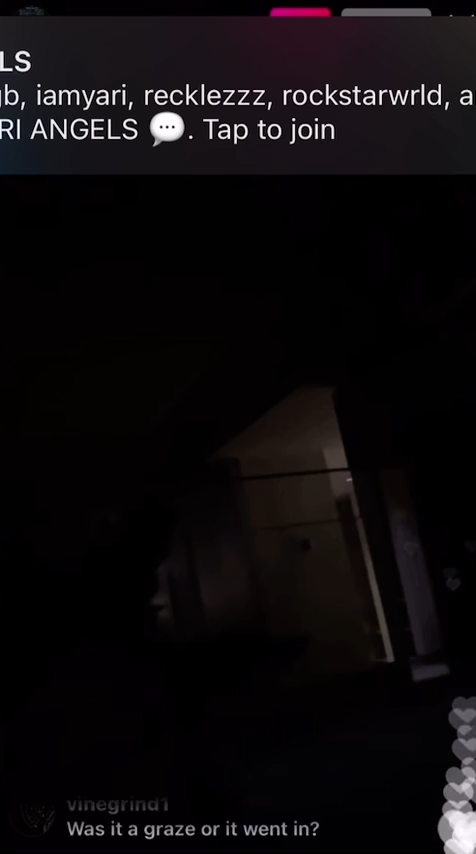 LS
gb, iamyari, recklezzz, rockstarwrld, a
RI ANGELS 💬. Tap to join
vinegrind1
Was it a graze or it went in?